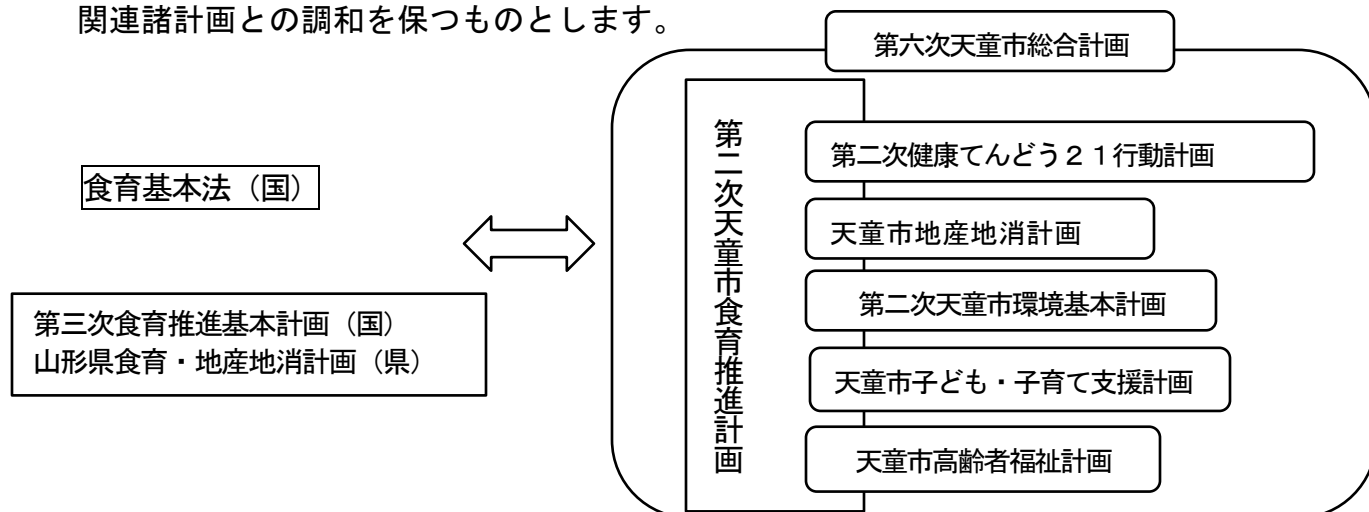 関連諸計画との調和を保つものとします。
第六次天童市総合計画
食育基本法（国）
第三次食育推進基本計画（国）
山形県食育・地産地消計画（県）
第二次天童市食育推進計画
第二次健康てんどう２１行動計画
天童市地産地消計画
第二次天童市環境基本計画
天童市子ども・子育て支援計画
天童市高齢者福祉計画